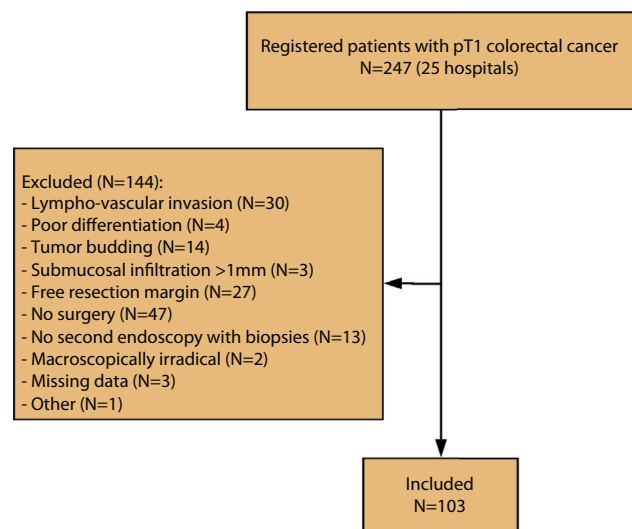 Registered patients with pT1 colorectal cancer
N=247 (25 hospitals)
Excluded (N=144):
- Lympho-vascular invasion (N=30)
- Poor differentiation (N=4)
- Tumor budding (N=14)
- Submucosal infiltration >1mm (N=3)
- Free resection margin (N=27)
- No surgery (N=47)
- No second endoscopy with biopsies (N=13)
- Macroscopically irradical (N=2)
- Missing data (N=3)
- Other (N=1)
Included
N=103